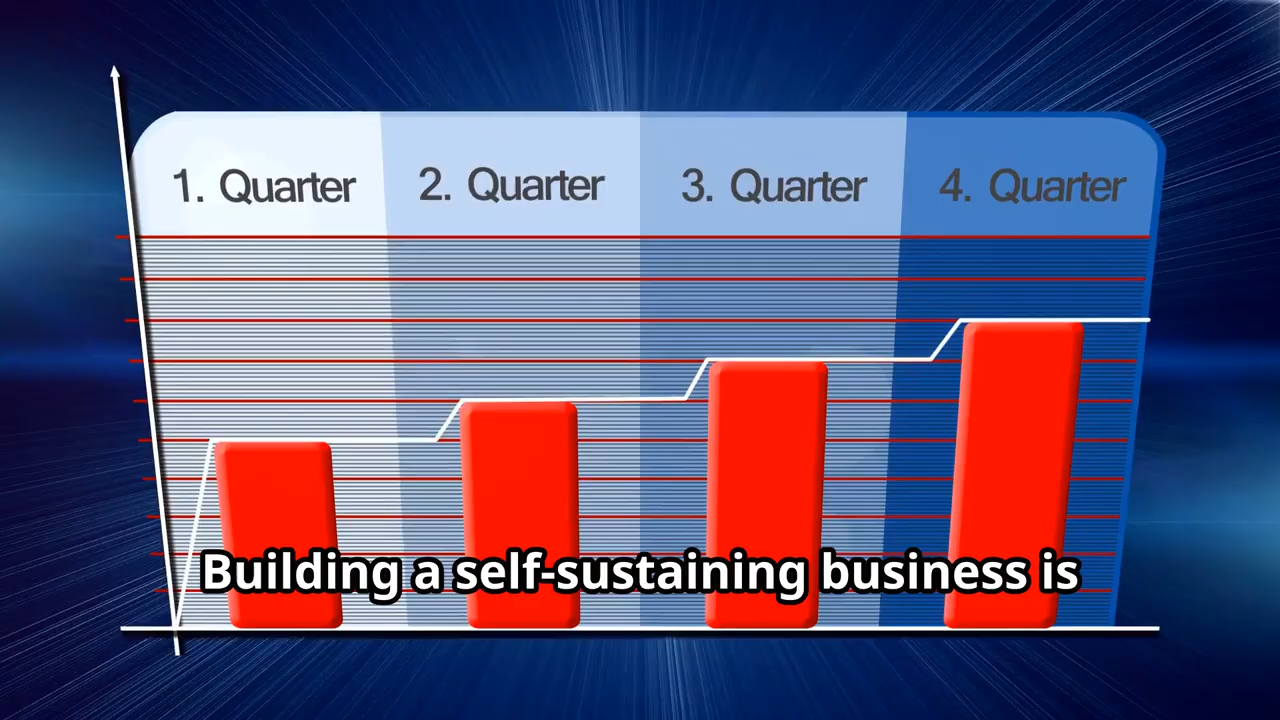 1. Quarter 2. Quarter 3. Quarter 4. Quarter
Building a self-sustaining business is